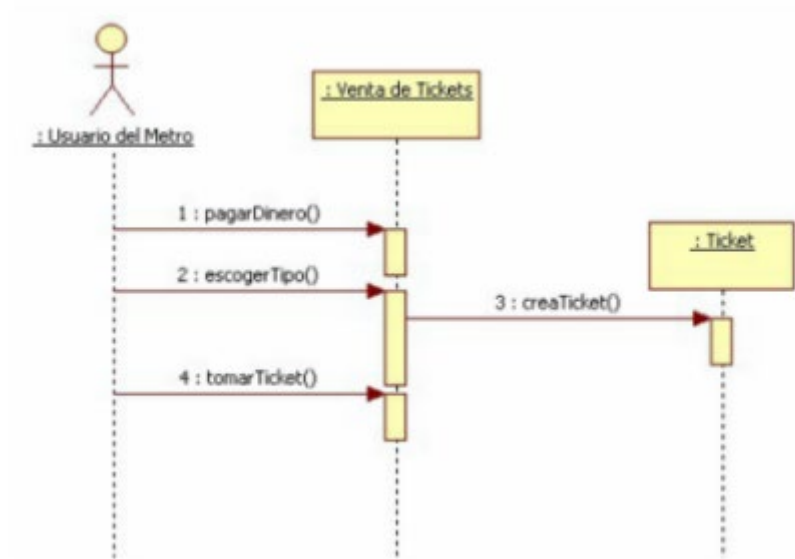 : Venta de Tickets
: Usuario del Metro
1 : pagarDinero()
: Ticket
2 : escogerTipo()
3 : creaTicket()
4 : tomarTicket()